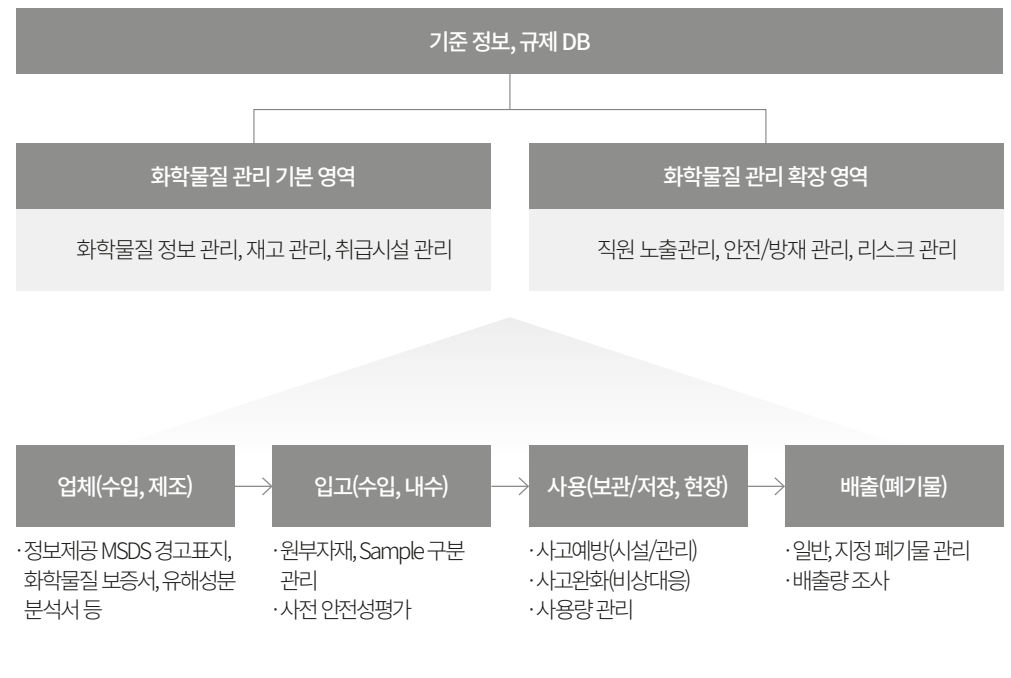 기준 정보, 규제 DB
화학물질 관리 기본 영역
화학물질 정보 관리, 재고 관리, 취급시설 관리
화학물질 관리 확장 영역
직원 노출관리, 안전/방재 관리, 리스크 관리
업체(수입, 제조)
·정보제공 MSDS 경고표지,
화학물질 보증서, 유해성분
분석서 등
입고(수입, 내수)
·원부자재, Sample 구분
관리
·사전 안전성평가
사용(보관/저장, 현장)
·사고예방(시설/관리)
·사고완화(비상대응)
·사용량 관리
배출(폐기물)
·일반, 지정 폐기물 관리
·배출량 조사